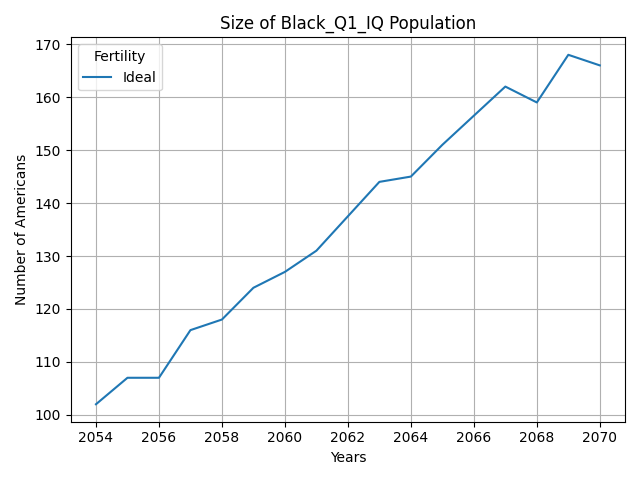 Size of Black_Q1_IQ Population
Fertility
Ideal
Number of Americans
170
160
150
140
130
120
110
100
2054 2056 2058 2060 2062 2064 2066 2068 2070
Years